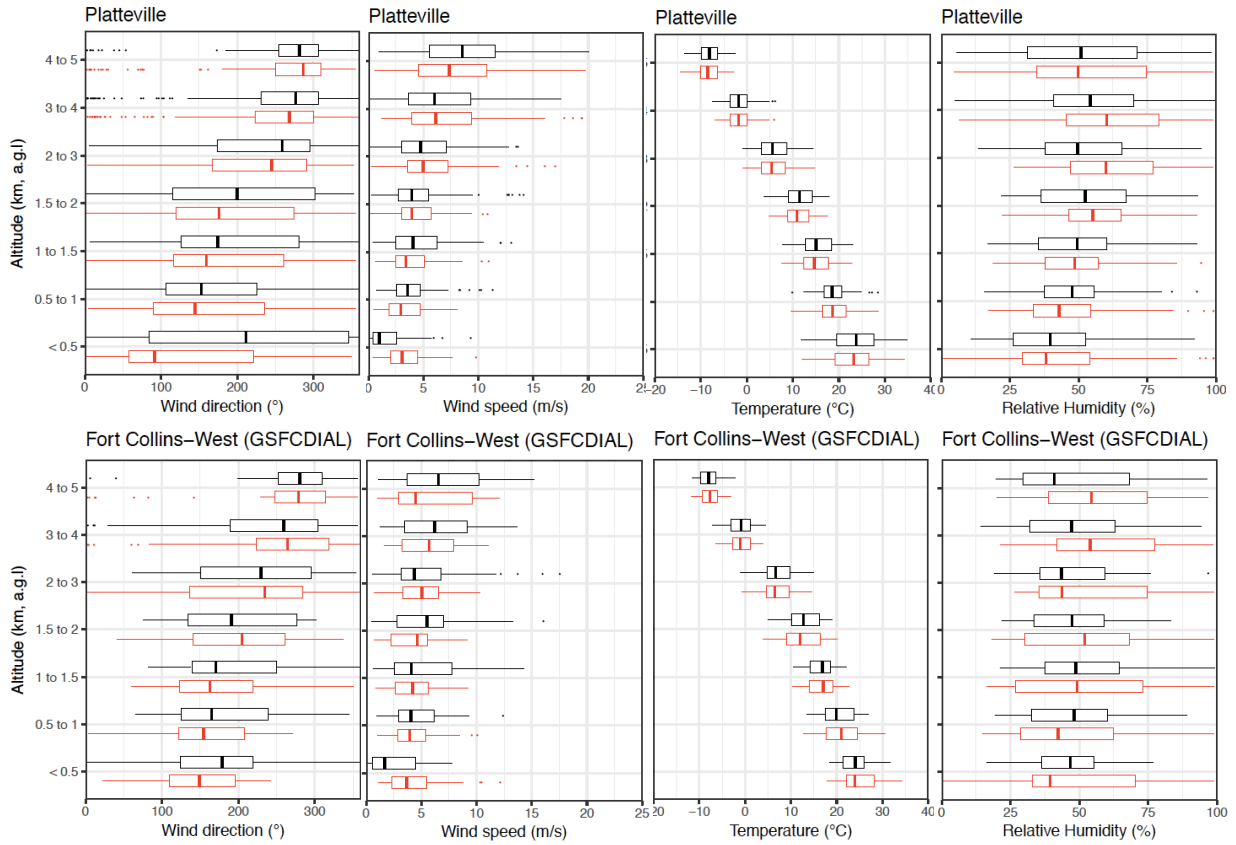 Platteville
Platteville
Platteville
Platteville
Altitude (km, a.g.l)
4 to 5
3 to 4
2 to 3
1.5 to 2
1 to 1.5
0.5 to 1
< 0.5
0 100 200 300
0 5 10 15 20 25
−20 −10 0 10 20 30 40
0 25 50 75 100
Wind direction (°)
Wind speed (m/s)
Temperature (°C)
Relative Humidity (%)
Fort Collins−West (GSFCDIAL)
Fort Collins−West (GSFCDIAL)
Fort Collins−West (GSFCDIAL)
Altitude (km, a.g.l)
4 to 5
3 to 4
2 to 3
1.5 to 2
1 to 1.5
0.5 to 1
< 0.5
0 100 200 300
0 5 10 15 20 25
−20 −10 0 10 20 30 40
0 25 50 75 100
Wind direction (°)
Wind speed (m/s)
Temperature (°C)
Relative Humidity (%)